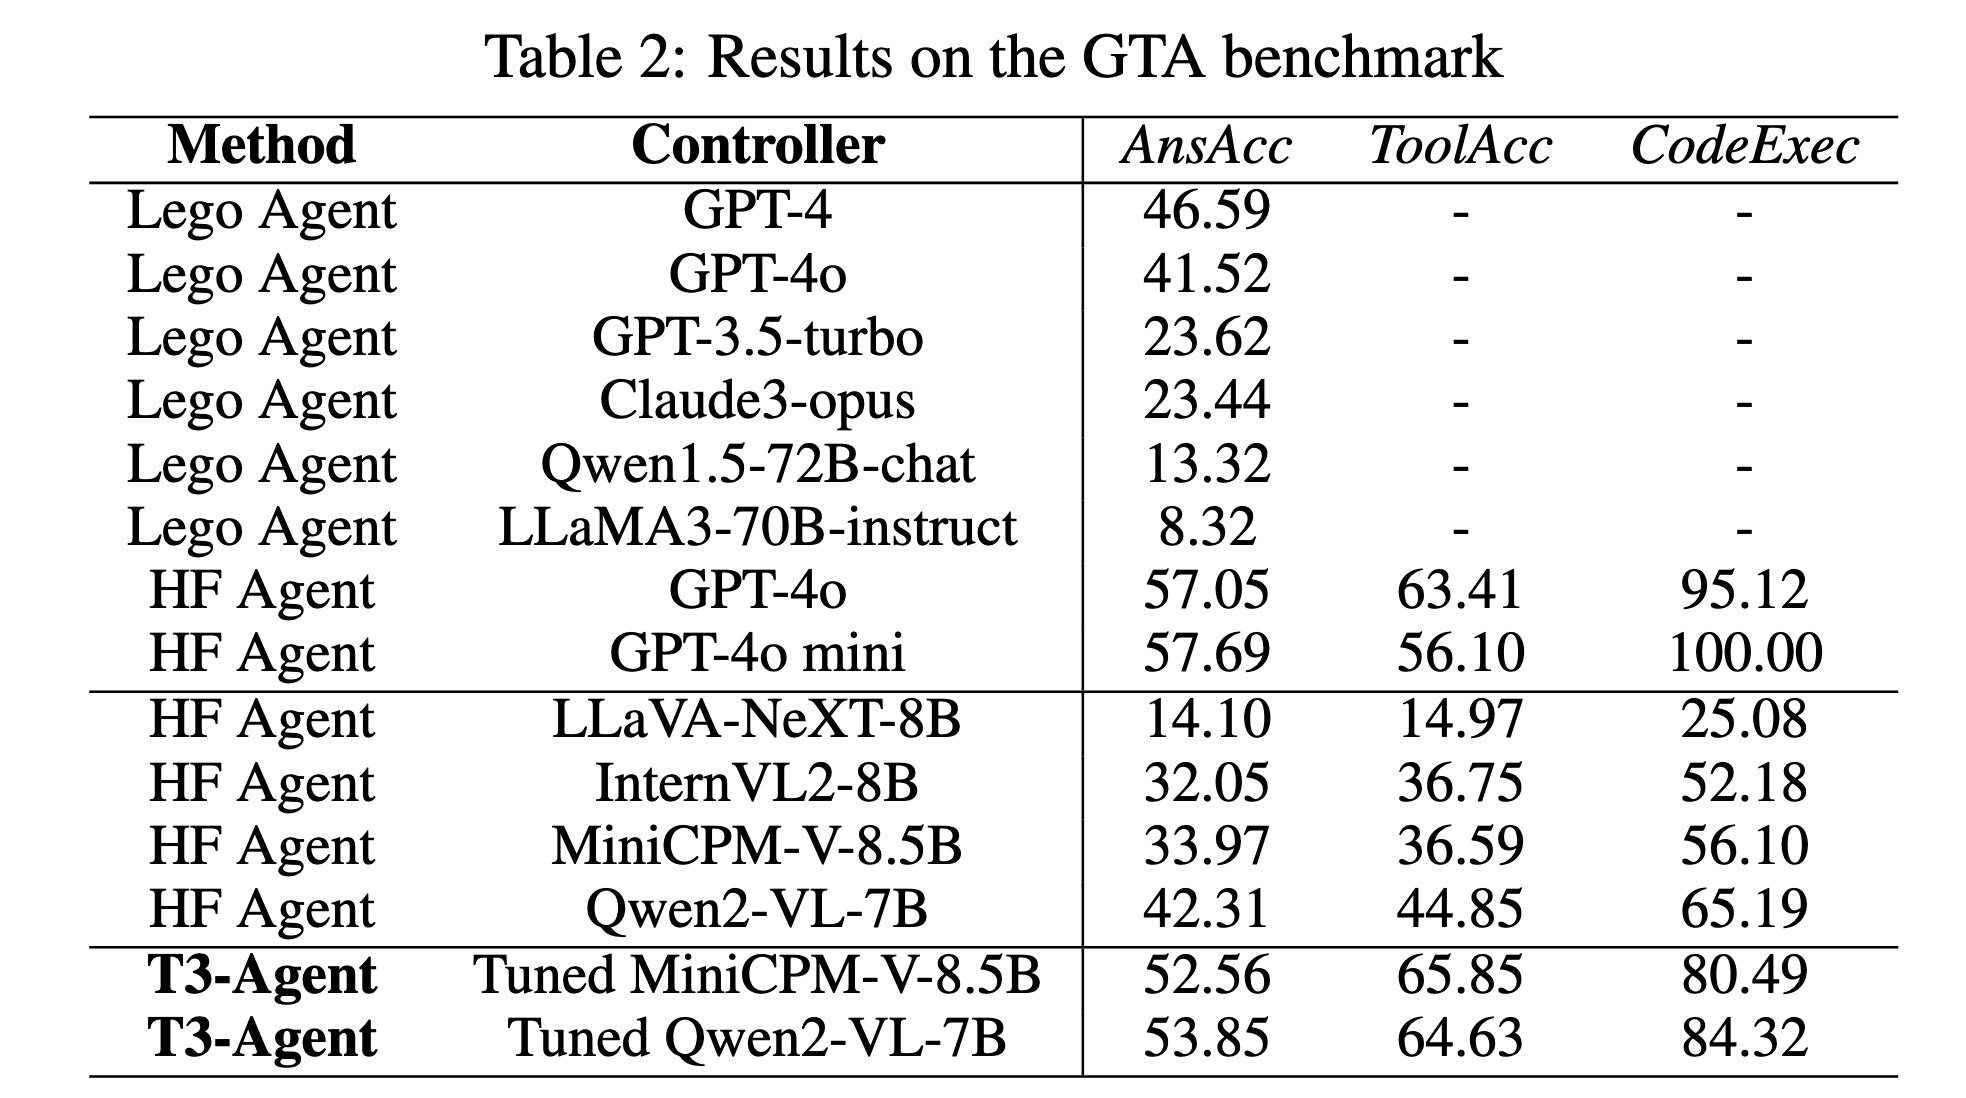 Table 2: Results on the GTA benchmark
Method Controller AnsAcc ToolAcc CodeExec
Lego Agent GPT-4 46.59 - -
Lego Agent GPT-4o 41.52 - -
Lego Agent GPT-3.5-turbo 23.62 - -
Lego Agent Claude3-opus 23.44 - -
Lego Agent Qwen1.5-72B-chat 13.32 - -
Lego Agent LLaMA3-70B-instruct 8.32 - -
HF Agent GPT-4o 57.05 63.41 95.12
HF Agent GPT-4o mini 57.69 56.10 100.00
HF Agent LLaVA-NeXT-8B 14.10 14.97 25.08
HF Agent InternVL2-8B 32.05 36.75 52.18
HF Agent MiniCPM-V-8.5B 33.97 36.59 56.10
HF Agent Qwen2-VL-7B 42.31 44.85 65.19
T3-Agent Tuned MiniCPM-V-8.5B 52.56 65.85 80.49
T3-Agent Tuned Qwen2-VL-7B 53.85 64.63 84.32